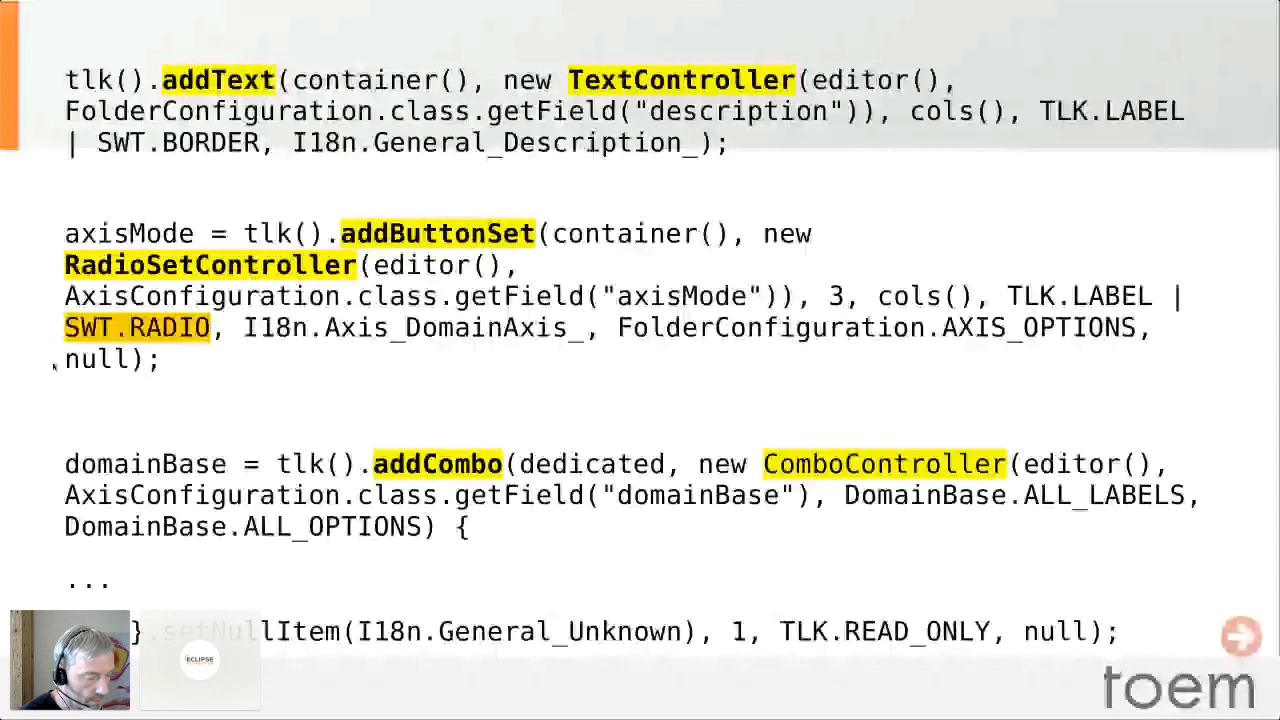 tlk().addText(container(), new TextController(editor(),
FolderConfiguration.class.getField("description")), cols(), TLK.LABEL
| SWT.BORDER, I18n.General_Description_);
axisMode = tlk().addButtonSet(container(), new
RadioSetController(editor(),
AxisConfiguration.class.getField("axisMode")), 3, cols(), TLK.LABEL |
SWT.RADIO, I18n.Axis_DomainAxis_, FolderConfiguration.AXIS_OPTIONS,
null);
domainBase = tlk().addCombo(dedicated, new ComboController(editor(),
AxisConfiguration.class.getField("domainBase"), DomainBase.ALL_LABELS,
DomainBase.ALL_OPTIONS) {
...
}.setNullItem(I18n.General_Unknown), 1, TLK.READ_ONLY, null);
ECLIPSE
toem